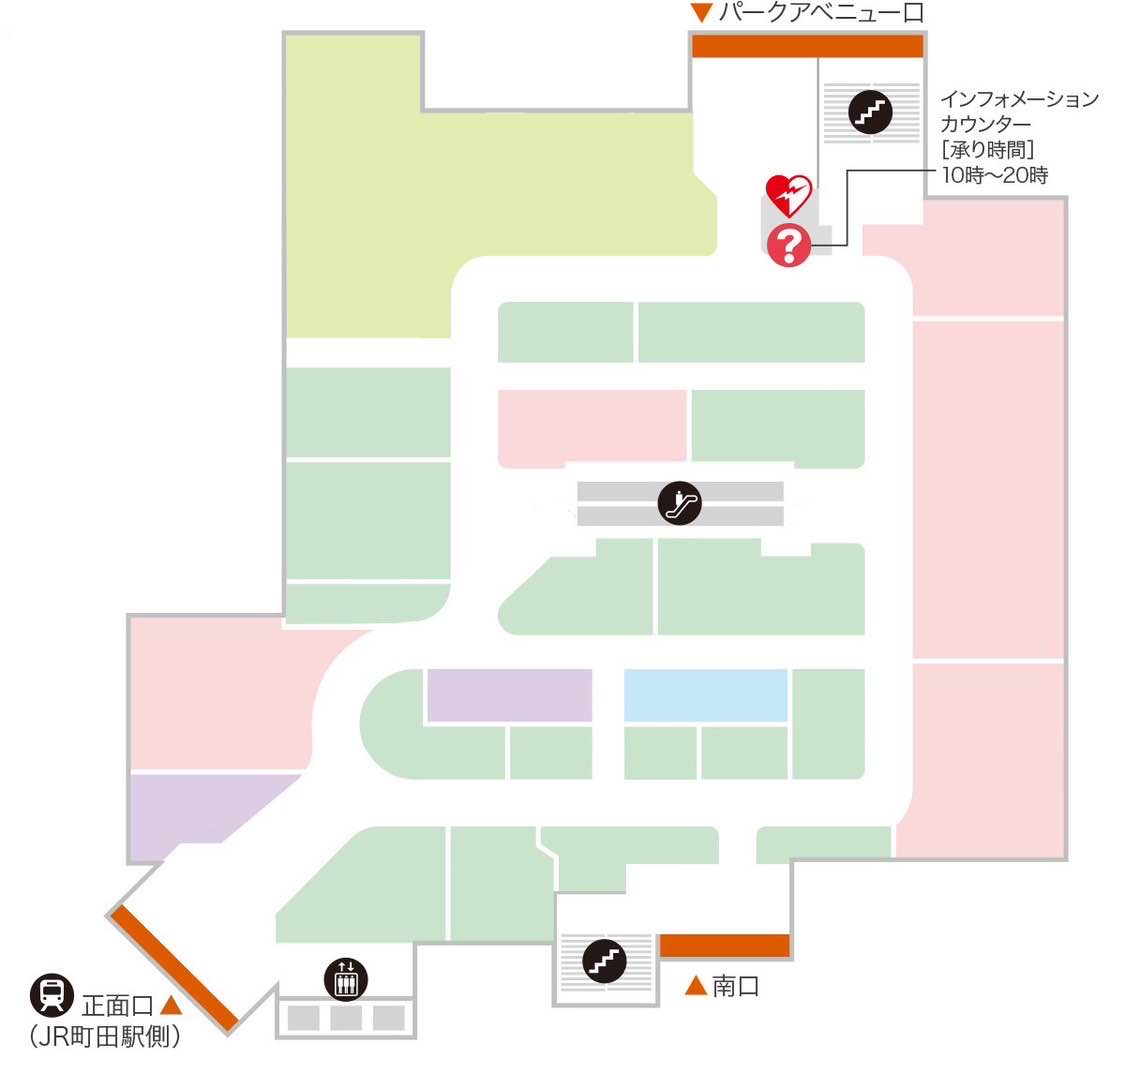 ▼パークアベニュー口
インフォメーション
カウンター
[承り時間]
10時〜20時
?
▲南口
正面口▲
（JR町田駅側）